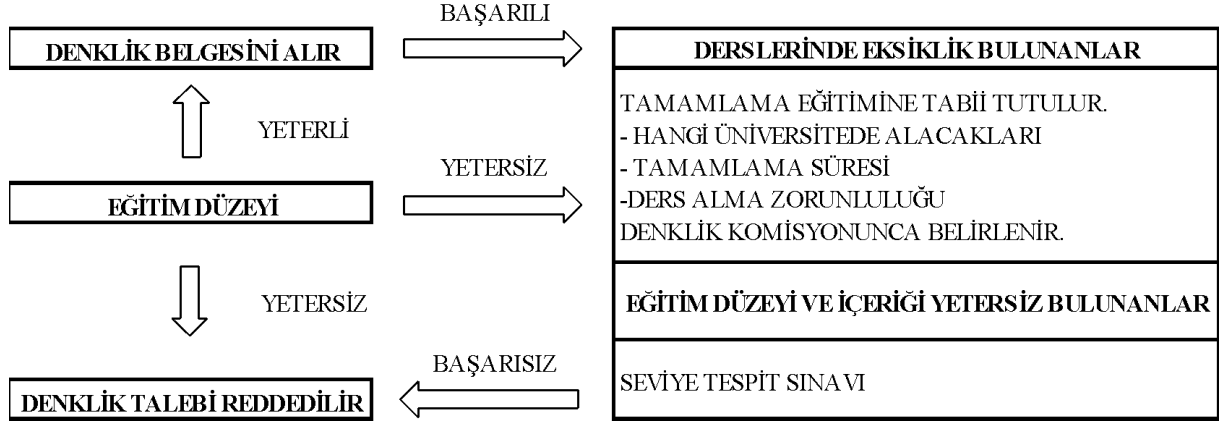 BAŞARILI
DENKLİK BELGESİNİ ALIR
DERSLERİNDE EKSİKLİK BULUNANLAR
YETERLİ
TAMAMLAMA EĞİTİMİNE TABİİ TUTULUR.
- HANGİ ÜNİVERSİTEDE ALACAKLARI
- TAMAMLAMA SÜRESİ
-DERS ALMA ZORUNLULUĞU
DENKLİK KOMİSYONUNCA BELİRLENİR.
YETERSİZ
EĞİTİM DÜZEYİ
YETERSİZ
EĞİTİM DÜZEYİ VE İÇERİĞİ YETERSİZ BULUNANLAR
BAŞARISIZ
SEVİYE TESPİT SINAVI
DENKLİK TALEBİ REDDEDİLİR